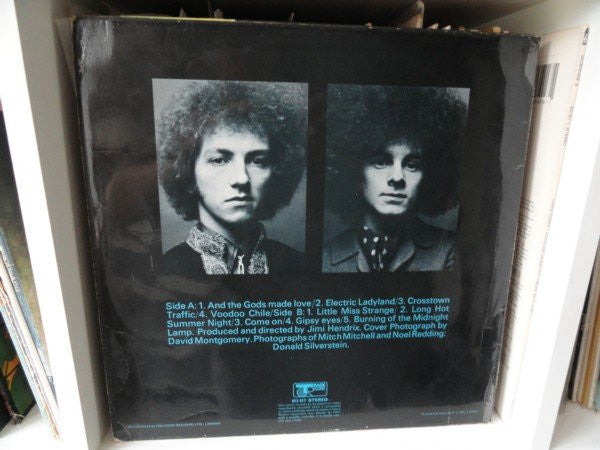 Side A: 1. And the Gods made love/2. Electric Ladyland/3. Crosstown
Traffic/4. Voodoo Chile/Side B: 1. Little Miss Strange/ 2. Long Hot
Summer Night/3. Come on/4. Gipsy eyes/5. Burning of the Midnight
Lamp. Produced and directed by Jimi Hendrix. Cover Photograph by
David Montgomery. Photographs of Mitch Mitchell and Noel Redding:
Donald Silverstein.
STEREO